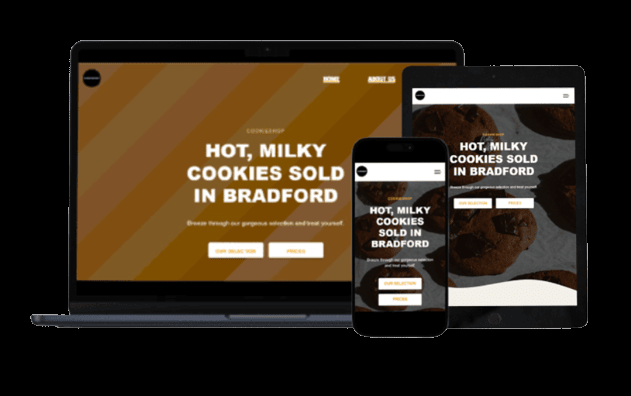 HOME ABOUT US
COOKIESHOP
HOT, MILKY
COOKIES SOLD
IN BRADFORD
Breeze through our gorgeous selection and treat yourself.
OUR SELECTION PRICES
COOKIESHOP
HOT, MILKY
COOKIES
SOLD IN
BRADFORD
Breeze through our gorgeous selection
and treat yourself.
OUR SELECTION
PRICES
COOKIESHOP
HOT, MILKY
COOKIES SOLD
IN BRADFORD
Breeze through our gorgeous selection and treat yourself.
OUR SELECTION PRICES